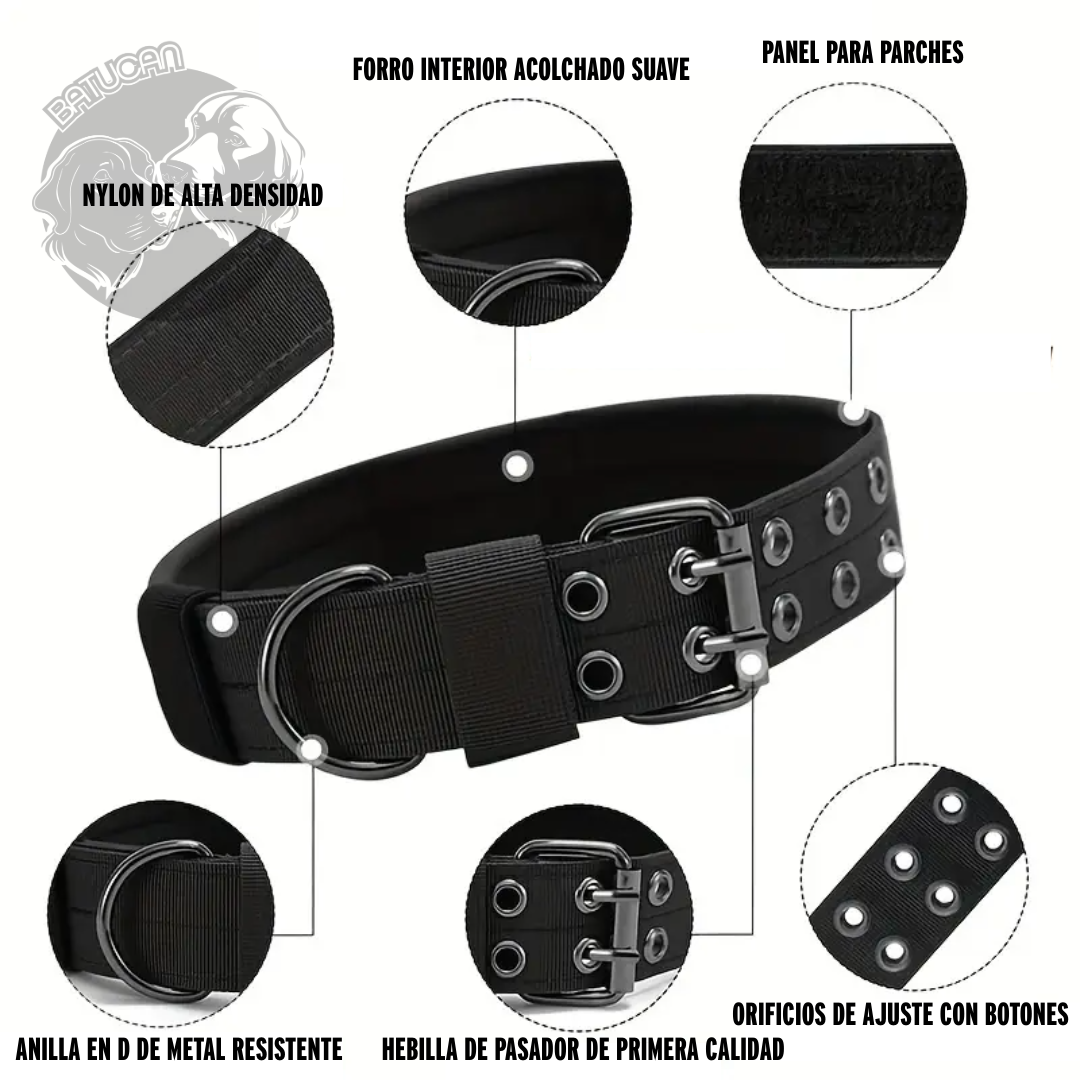 BATUCAN
FORRO INTERIOR ACOLCHADO SUAVE
PANEL PARA PARCHES
NYLON DE ALTA DENSIDAD
ORIFICIOS DE AJUSTE CON BOTONES
ANILLA EN D DE METAL RESISTENTE
HEBILLA DE PASADOR DE PRIMERA CALIDAD